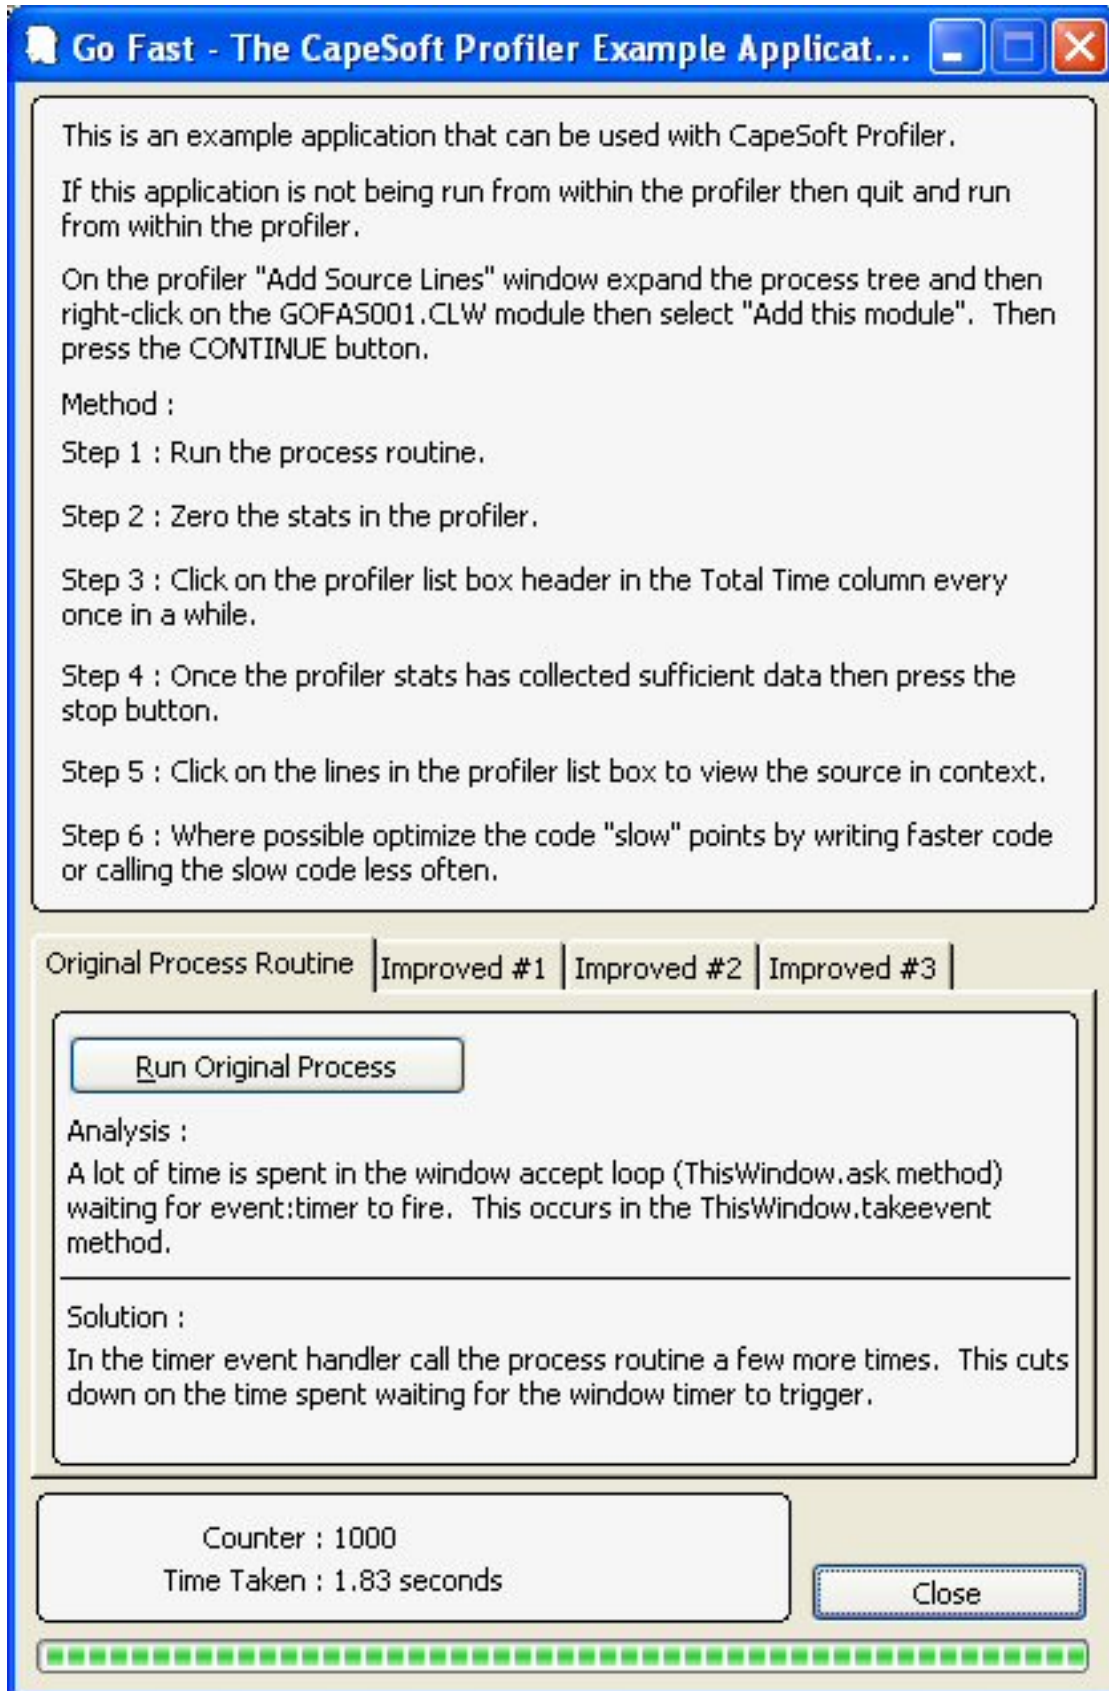 Go Fast - The CapeSoft Profiler Example Applicat...
This is an example application that can be used with CapeSoft Profiler.
If this application is not being run from within the profiler then quit and run
from within the profiler.
On the profiler "Add Source Lines" window expand the process tree and then
right-click on the GOFAS001.CLW module then select "Add this module".  Then
press the CONTINUE button.
Method :
Step 1 : Run the process routine.
Step 2 : Zero the stats in the profiler.
Step 3 : Click on the profiler list box header in the Total Time column every
once in a while.
Step 4 : Once the profiler stats has collected sufficient data then press the
stop button.
Step 5 : Click on the lines in the profiler list box to view the source in context.
Step 6 : Where possible optimize the code "slow" points by writing faster code
or calling the slow code less often.
Original Process Routine Improved #1 Improved #2 Improved #3
Run Original Process
Analysis :
A lot of time is spent in the window accept loop (ThisWindow.ask method)
waiting for event:timer to fire.  This occurs in the ThisWindow.takeevent
method.
Solution :
In the timer event handler call the process routine a few more times.  This cuts
down on the time spent waiting for the window timer to trigger.
Counter : 1000
Time Taken : 1.83 seconds
Close